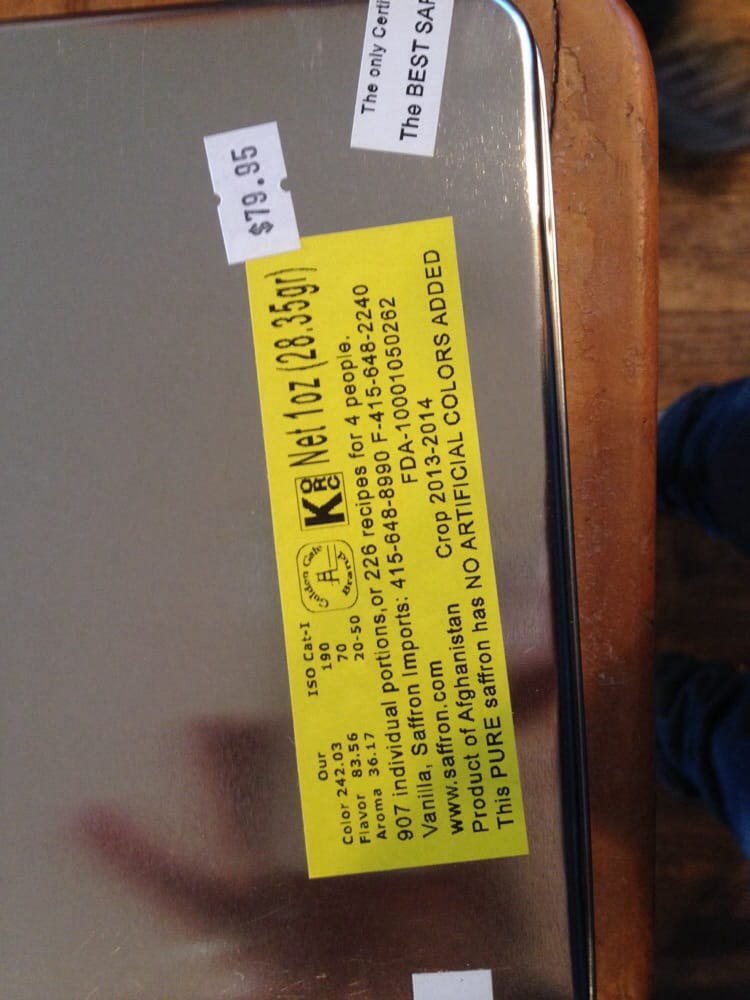 The only Certi
The BEST SAF
$79.95
Our ISO Cat-I
Color 242.03 190
Flavor 83.56 70
Aroma 36.17 20-50
Golden Gate
Brand
K ORC Net 1oz (28.35gr)
907 individual portions, or 226 recipes for 4 people.
Vanilla, Saffron Imports: 415-648-8990 F-415-648-2240
www.saffron.com FDA-10001050262
Product of Afghanistan Crop 2013-2014
This PURE saffron has NO ARTIFICIAL COLORS ADDED